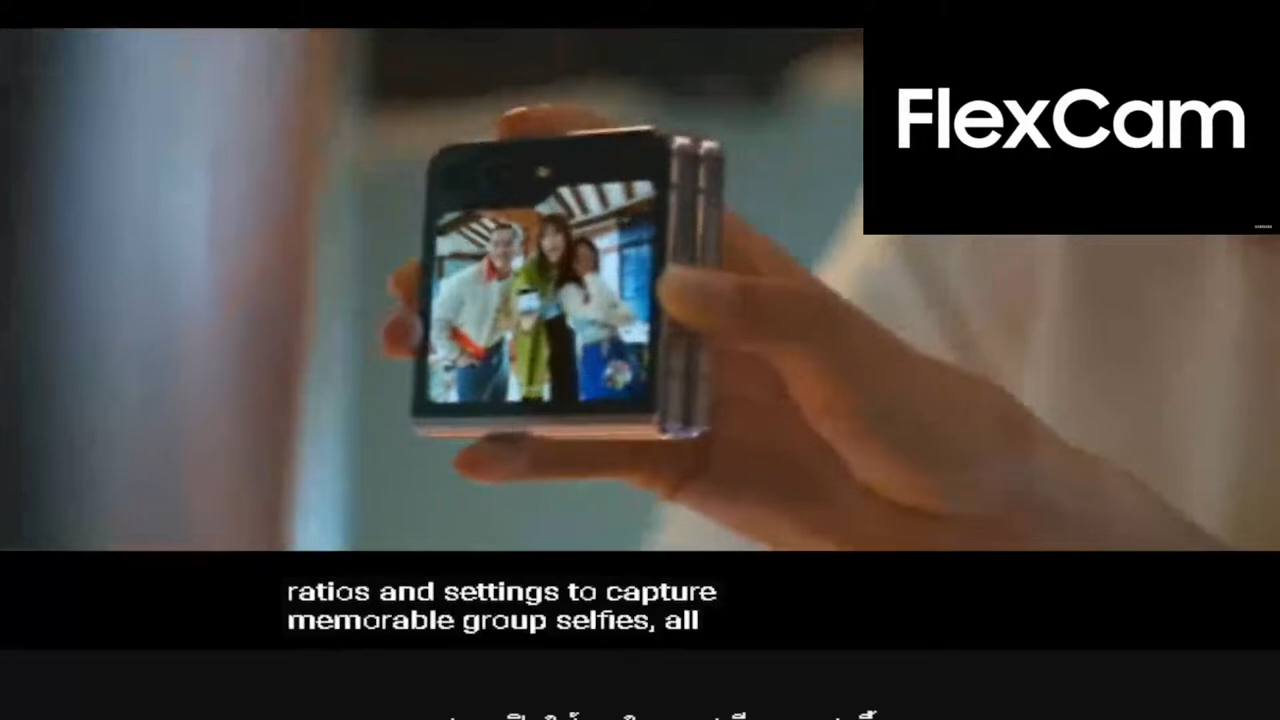 FlexCam
ratios and settings to capture
memorable group selfies, all